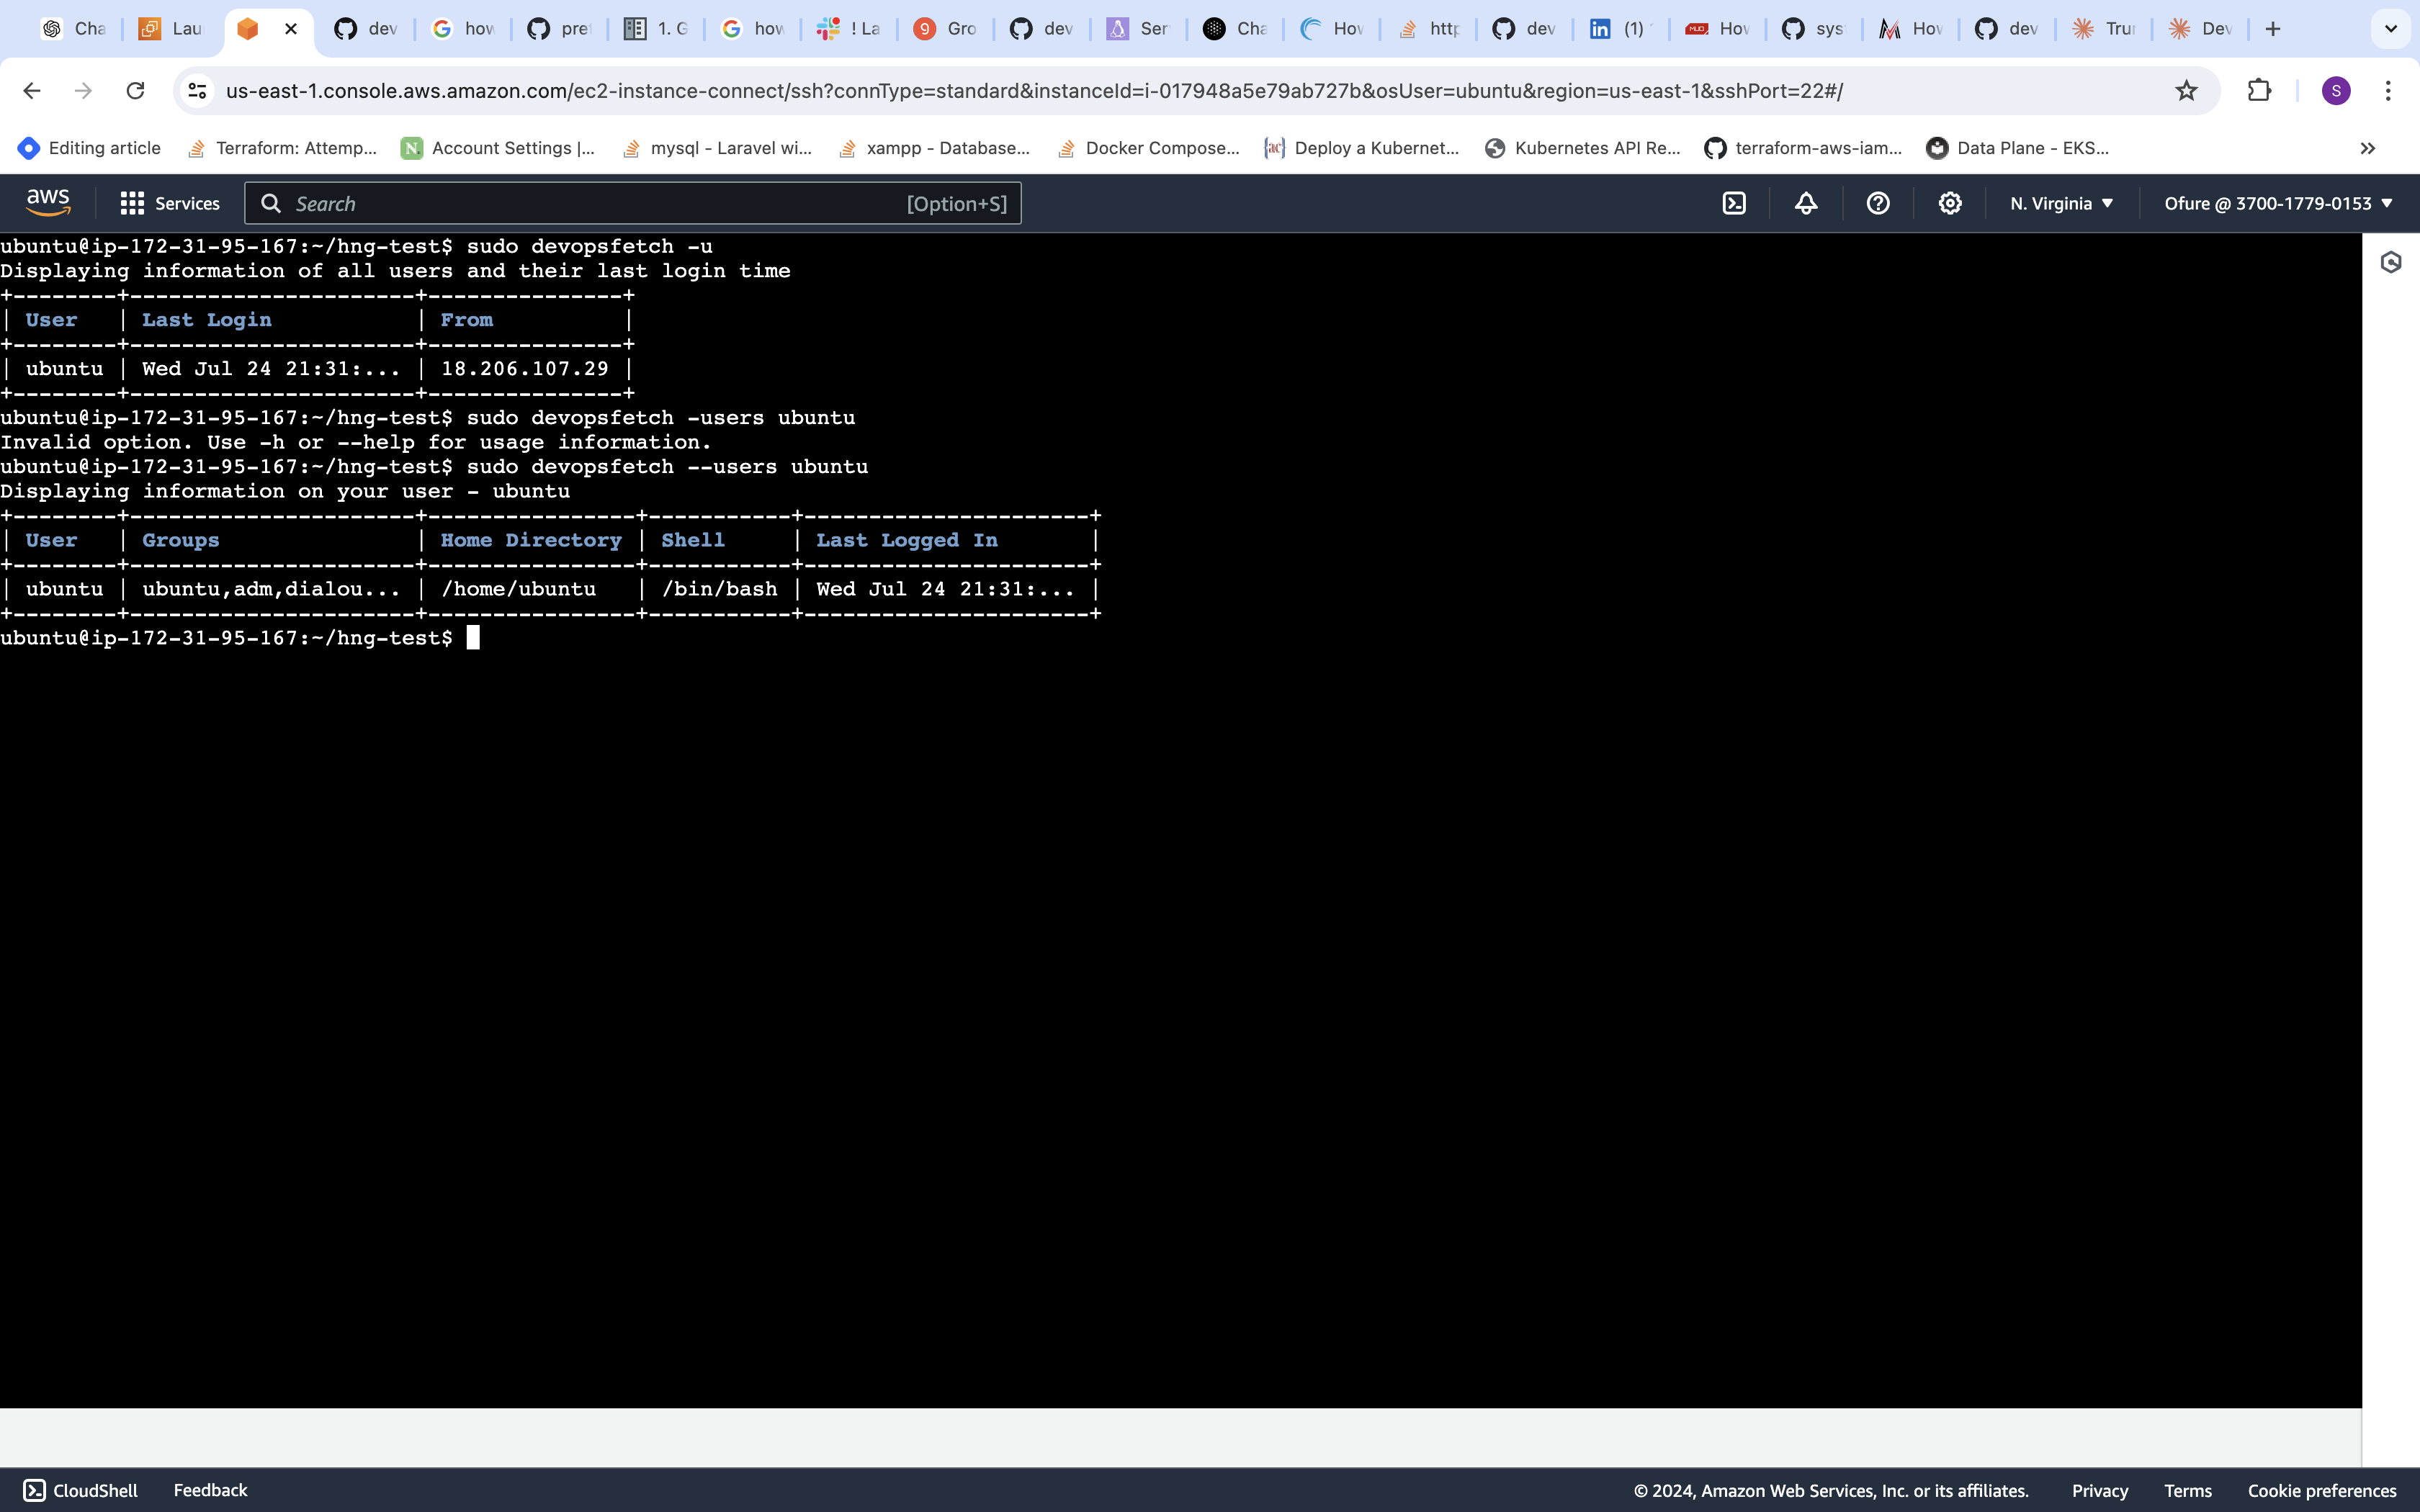 Cha Lau dev how pret 1. G how ! La Gro dev Ser Cha How http dev (1) How sys How dev Trun Dev
us-east-1.console.aws.amazon.com/ec2-instance-connect/ssh?connType=standard&instanceId=i-017948a5e79ab727b&osUser=ubuntu&region=us-east-1&sshPort=22#/ S
Editing article Terraform: Attemp... Account Settings |... mysql - Laravel wi... xampp - Database... Docker Compose... Deploy a Kubernet... Kubernetes API Re... terraform-aws-iam... Data Plane - EKS...
aws Services Search [Option+S] N. Virginia Ofure @ 3700-1779-0153
ubuntu@ip-172-31-95-167:~/hng-test$ sudo devopsfetch -u
Displaying information of all users and their last login time
+--------+----------------------+---------------+
| User   | Last Login           | From          |
+--------+----------------------+---------------+
| ubuntu | Wed Jul 24 21:31:... | 18.206.107.29 |
+--------+----------------------+---------------+
ubuntu@ip-172-31-95-167:~/hng-test$ sudo devopsfetch -users ubuntu
Invalid option. Use -h or --help for usage information.
ubuntu@ip-172-31-95-167:~/hng-test$ sudo devopsfetch --users ubuntu
Displaying information on your user - ubuntu
+--------+----------------------+----------------+-----------+----------------------+
| User   | Groups               | Home Directory | Shell     | Last Logged In       |
+--------+----------------------+----------------+-----------+----------------------+
| ubuntu | ubuntu,adm,dialou... | /home/ubuntu   | /bin/bash | Wed Jul 24 21:31:... |
+--------+----------------------+----------------+-----------+----------------------+
ubuntu@ip-172-31-95-167:~/hng-test$
CloudShell Feedback © 2024, Amazon Web Services, Inc. or its affiliates. Privacy Terms Cookie preferences